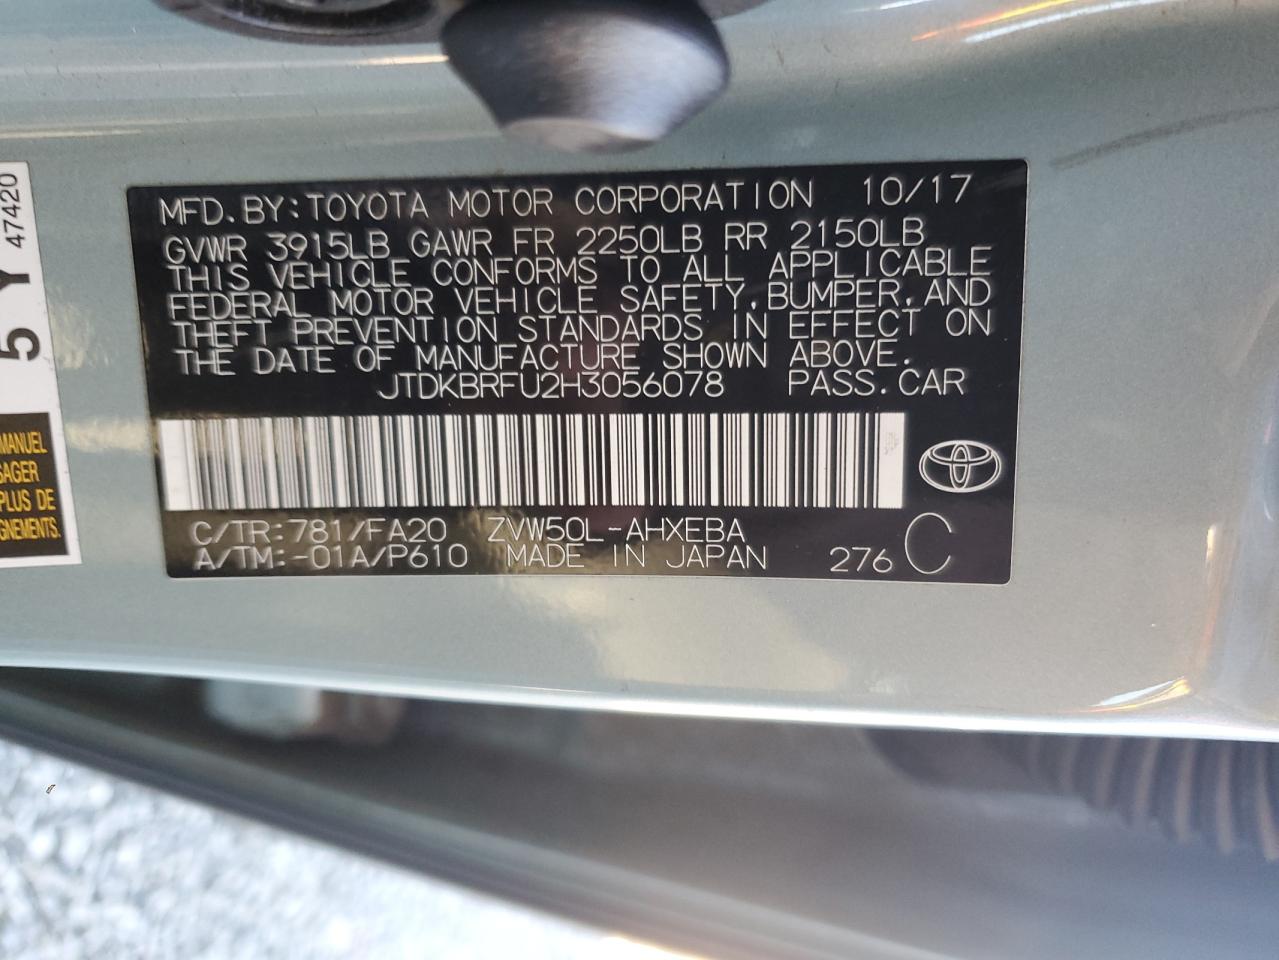 MFD.BY:TOYOTA MOTOR CORPORATION 10/17
GVWR 3915LB GAWR FR 2250LB RR 2150LB
THIS VEHICLE CONFORMS TO ALL APPLICABLE
FEDERAL MOTOR VEHICLE SAFETY,BUMPER,AND
THEFT PREVENTION STANDARDS IN EFFECT ON
THE DATE OF MANUFACTURE SHOWN ABOVE.
JTDKBRFU2H3056078 PASS.CAR
C/TR:781/FA20 ZVW50L-AHXEBA
A/TM:-01A/P610 MADE IN JAPAN 276 C
5Y 47420
MANUEL
PLUS DE